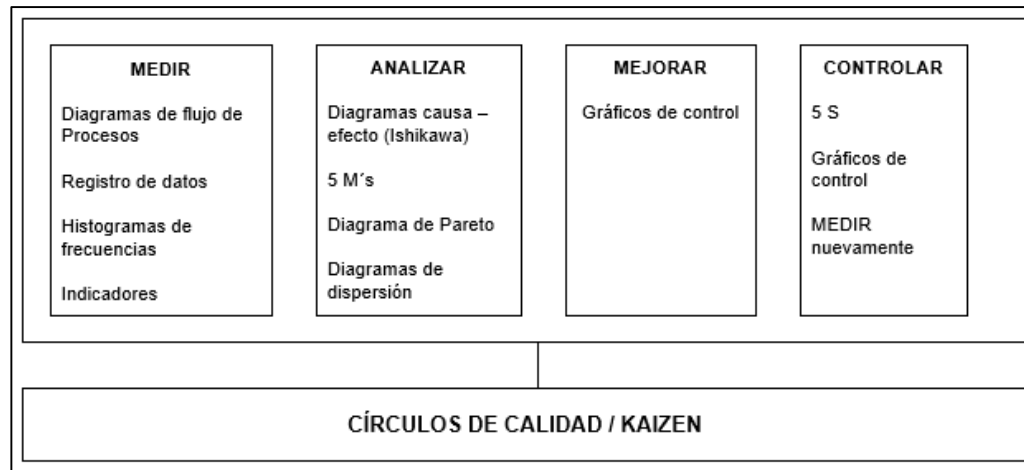 MEDIR
Diagramas de flujo de
Procesos
Registro de datos
Histogramas de
frecuencias
Indicadores
ANALIZAR
Diagramas causa –
efecto (Ishikawa)
5 M´s
Diagrama de Pareto
Diagramas de
dispersión
MEJORAR
Gráficos de control
CONTROLAR
5 S
Gráficos de
control
MEDIR
nuevamente
CÍRCULOS DE CALIDAD / KAIZEN